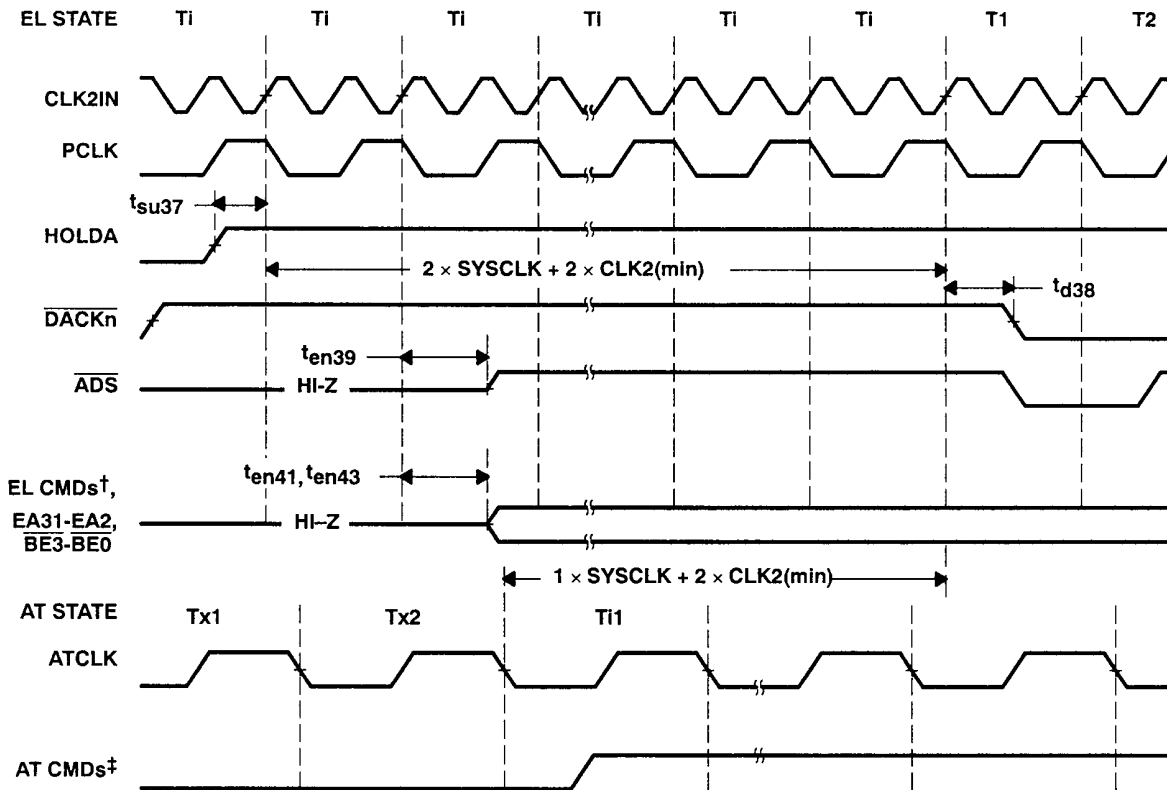 EL STATE Ti Ti Ti Ti Ti Ti T1 T2
CLK2IN
PCLK
tsu37
HOLDA
2 × SYSCLK + 2 × CLK2(min)
td38
DACKn
ten39
ADS HI-Z
ten41, ten43
EL CMDs†,
EA31-EA2, HI–Z
BE3-BE0
1 × SYSCLK + 2 × CLK2(min)
AT STATE Tx1 Tx2 Ti1
ATCLK
AT CMDs‡